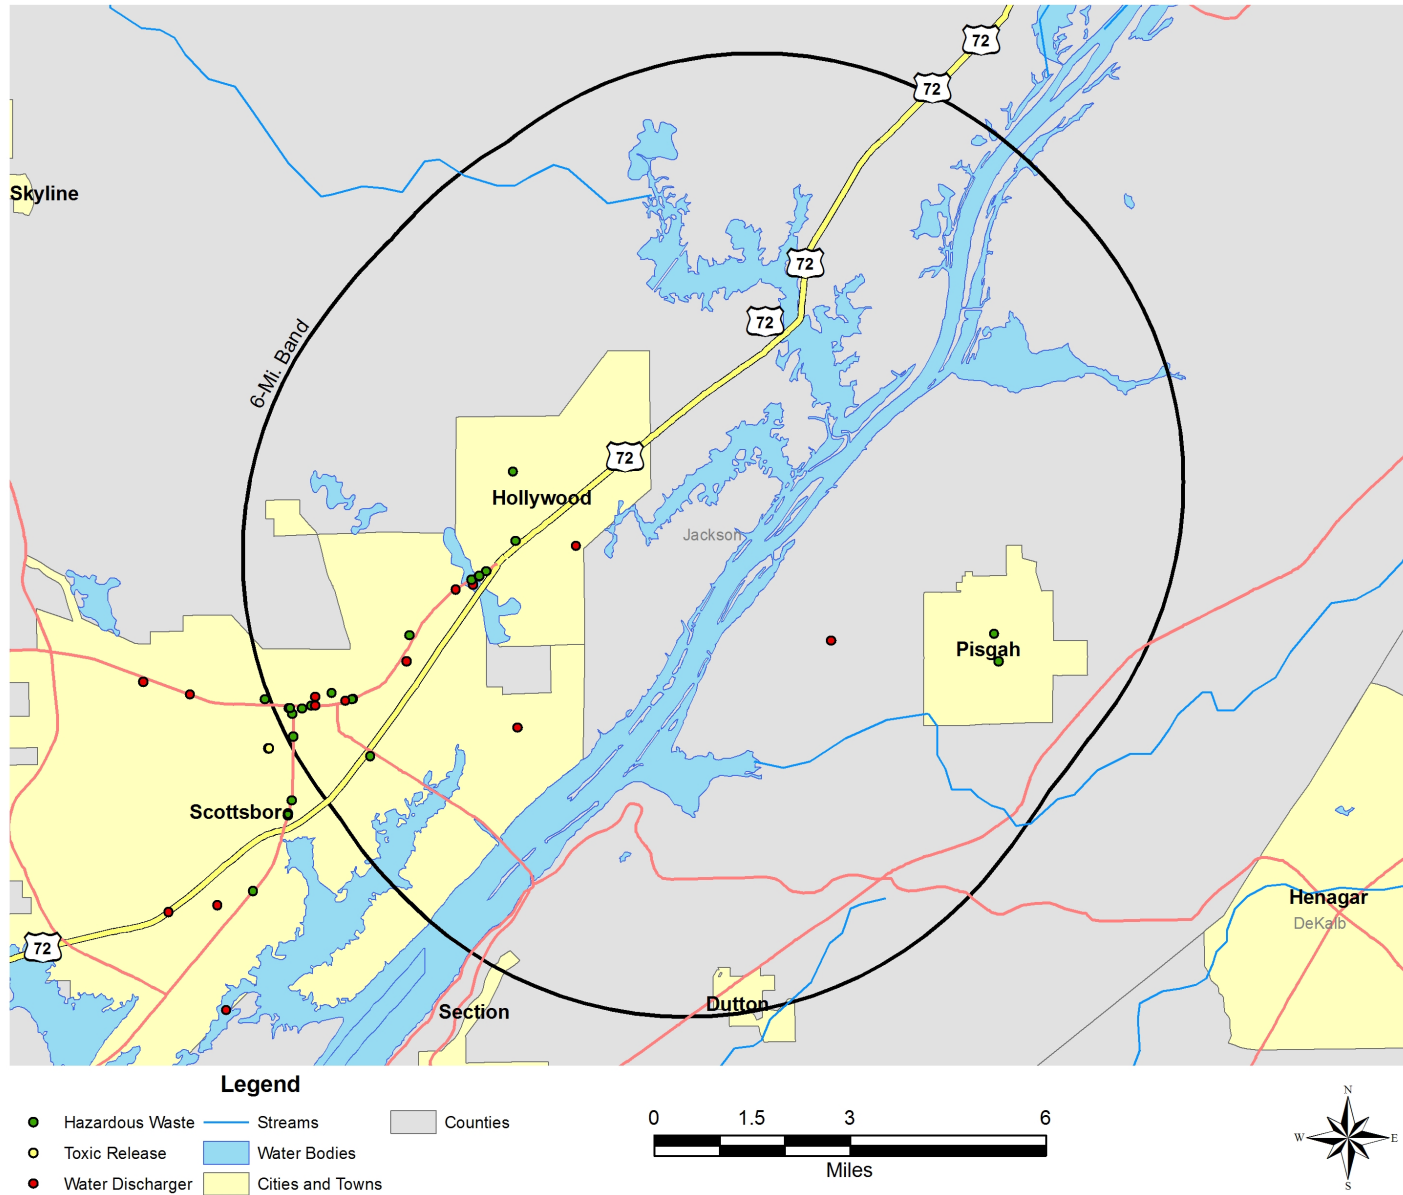 72
72
Skyline
72
72
6-Mi. Band
72
Hollywood
Jackson
Pisgah
Scottsboro
Henagar
DeKalb
72
Dutton
Section
Legend
Hazardous Waste
Streams
Counties
Toxic Release
Water Bodies
Water Discharger
Cities and Towns
0 1.5 3 6
Miles
N
W E
S